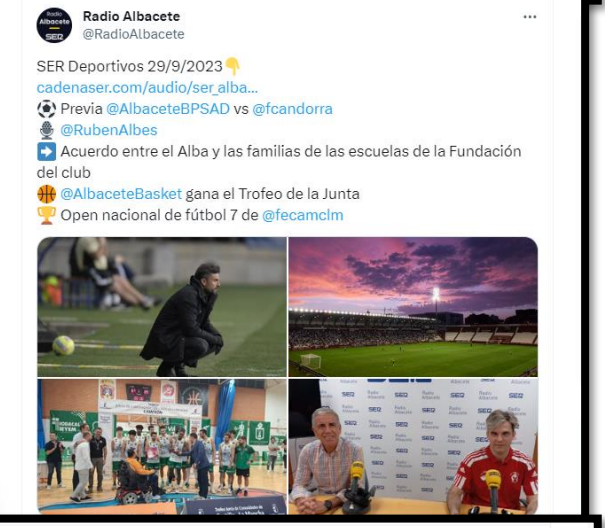 Radio Albacete
@RadioAlbacete
SER Deportivos 29/9/2023👇
cadenaser.com/audio/ser_alba...
⚽ Previa @AlbaceteBPSAD vs @fcandorra
🎙 @RubenAlbes
➡ Acuerdo entre el Alba y las familias de las escuelas de la Fundación
del club
🏀 @AlbaceteBasket gana el Trofeo de la Junta
🏆 Open nacional de fútbol 7 de @fecamclm